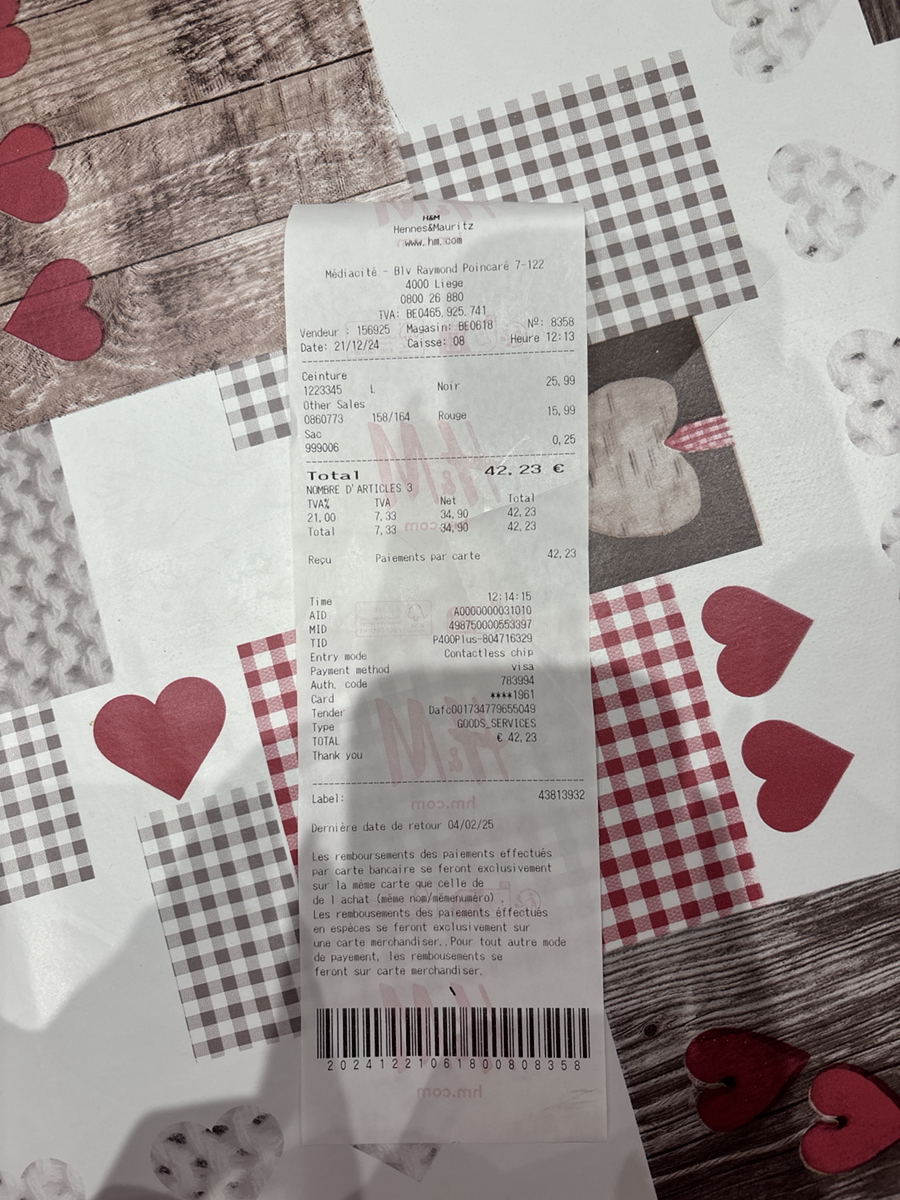 H&M
Hennes&Mauritz
www.hm.com
Médiacité - Blv Raymond Poincaré 7-122
4000 Liege
0800 26 880
TVA: BE0465.925.741
Vendeur : 156925 Magasin: BE0618 Nº: 8358
Date: 21/12/24 Caisse: 08 Heure 12:13
Ceinture
1223345 L Noir 25,99
Other Sales
0860773 158/164 Rouge 15,99
Sac
999006 0,25
Total 42,23 €
NOMBRE D'ARTICLES 3
TVA% TVA Net Total
21,00 7,33 34,90 42,23
Total 7,33 34,90 42,23
Reçu Paiements par carte 42,23
Time 12:14:15
AID A0000000031010
MID 498750000553397
TID P400Plus-804716329
Entry mode Contactless chip
Payment method visa
Auth. code 783994
Card ****1961
Tender Dafc001734779655049
Type GOODS_SERVICES
TOTAL € 42,23
Thank you
Label: 43813932
Dernière date de retour 04/02/25
Les remboursements des paiements effectués
par carte bancaire se feront exclusivement
sur la même carte que celle de
de l achat (même nom/mêmenuméro) .
Les rembousements des paiements éffectués
en espèces se feront exclusivement sur
une carte merchandiser..Pour tout autre mode
de payement, les rembousements se
feront sur carte merchandiser.
2024122106180080835 8
hm.com